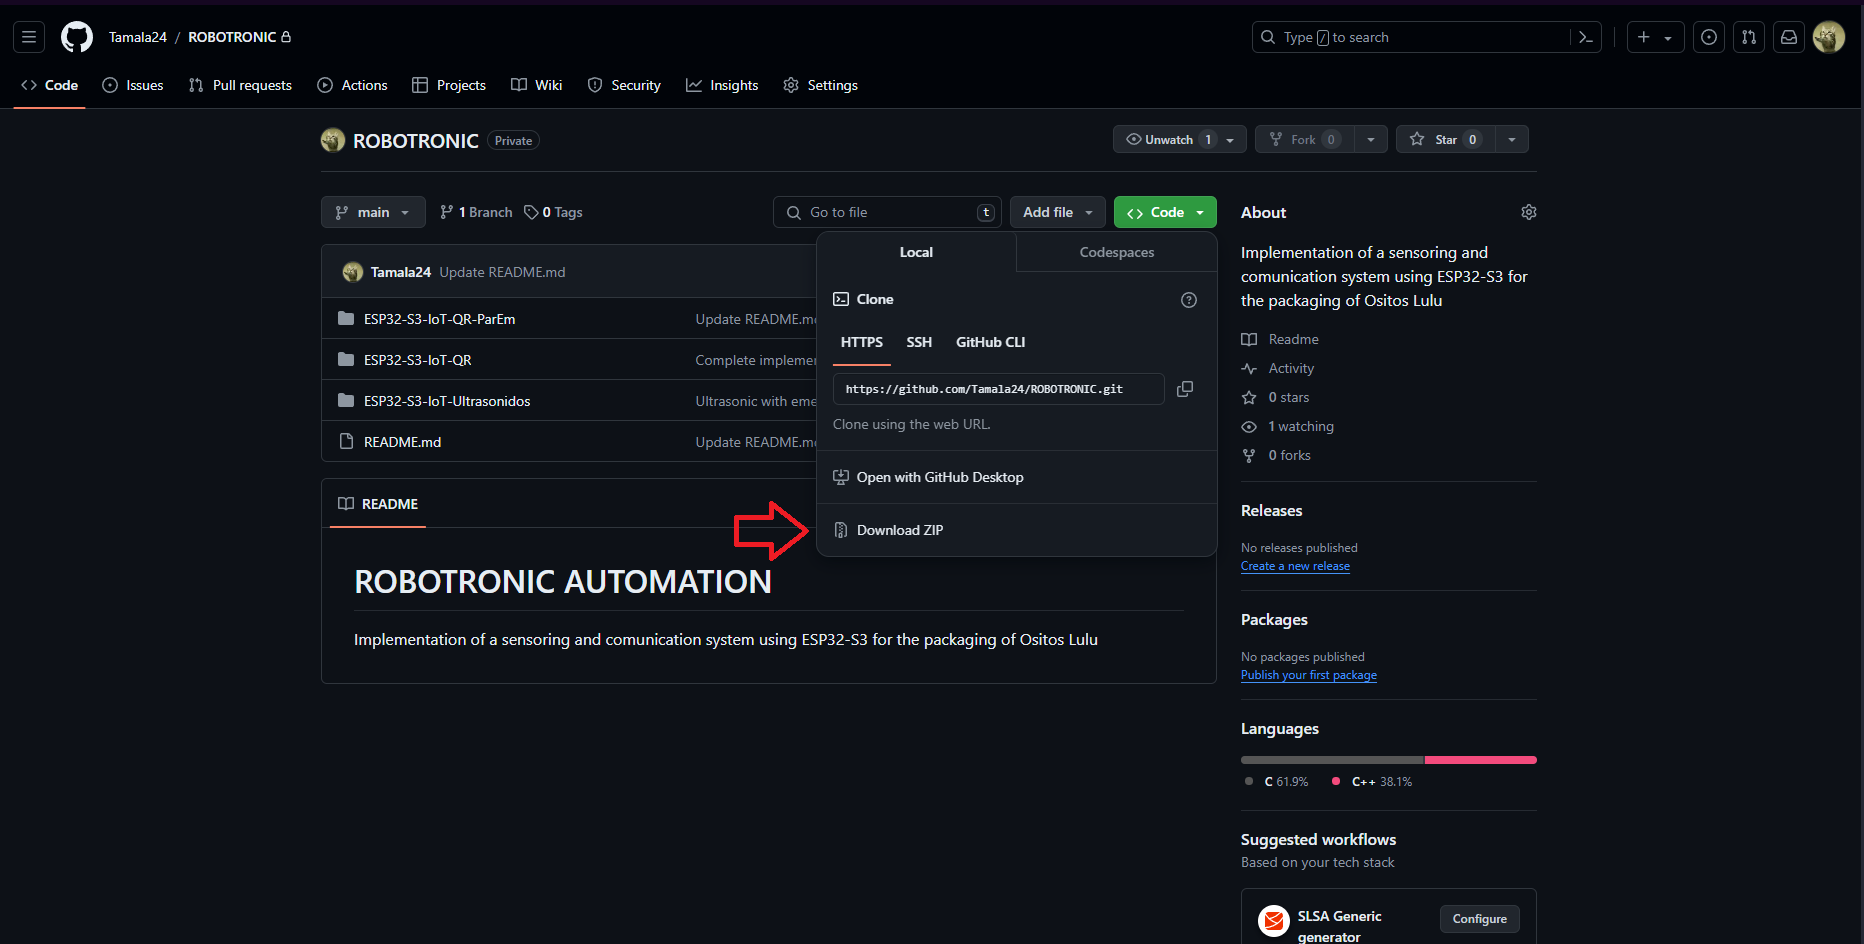 Tamala24 / ROBOTRONIC
Type / to search
Code Issues Pull requests Actions Projects Wiki Security Insights Settings
ROBOTRONIC Private
Unwatch 1 Fork 0 Star 0
main 1 Branch 0 Tags
Go to file t Add file Code
Tamala24 Update README.md
ESP32-S3-IoT-QR-ParEm Update README.m
ESP32-S3-IoT-QR Complete implemen
ESP32-S3-IoT-Ultrasonidos Ultrasonic with eme
README.md Update README.m
Local Codespaces
Clone
HTTPS SSH GitHub CLI
https://github.com/Tamala24/ROBOTRONIC.git
Clone using the web URL.
Open with GitHub Desktop
Download ZIP
README
ROBOTRONIC AUTOMATION
Implementation of a sensoring and comunication system using ESP32-S3 for the packaging of Ositos Lulu
About
Implementation of a sensoring and
comunication system using ESP32-S3 for
the packaging of Ositos Lulu
Readme
Activity
0 stars
1 watching
0 forks
Releases
No releases published
Create a new release
Packages
No packages published
Publish your first package
Languages
C 61.9% C++ 38.1%
Suggested workflows
Based on your tech stack
SLSA Generic
generator
Configure